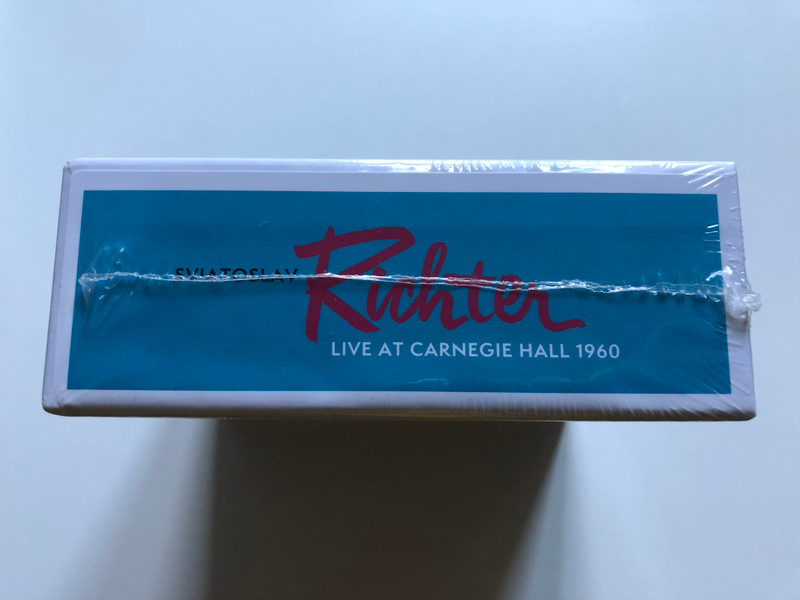 SVIATOSLAV Richter
LIVE AT CARNEGIE HALL 1960